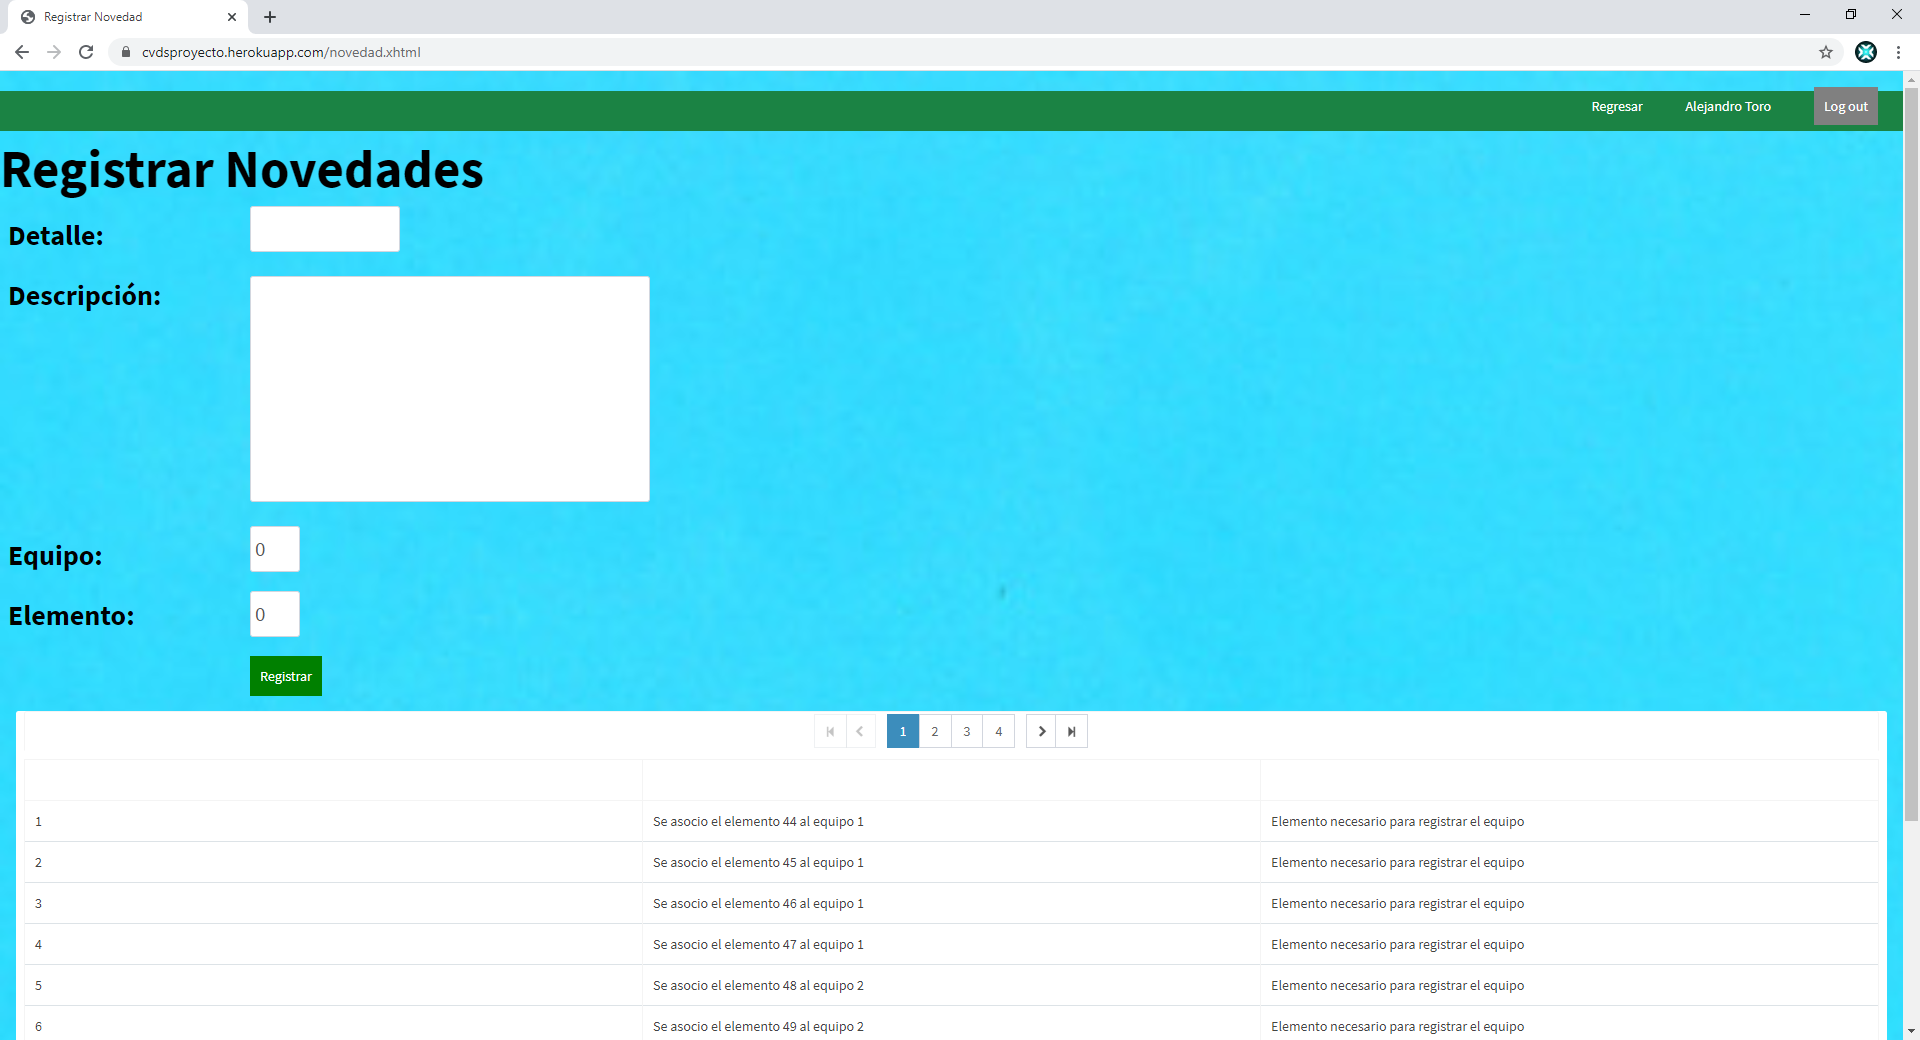 Registrar Novedad
cvdsproyecto.herokuapp.com/novedad.xhtml
Regresar Alejandro Toro Log out
Registrar Novedades
Detalle:
Descripción:
Equipo: 0
Elemento: 0
Registrar
1 2 3 4
1 Se asocio el elemento 44 al equipo 1 Elemento necesario para registrar el equipo
2 Se asocio el elemento 45 al equipo 1 Elemento necesario para registrar el equipo
3 Se asocio el elemento 46 al equipo 1 Elemento necesario para registrar el equipo
4 Se asocio el elemento 47 al equipo 1 Elemento necesario para registrar el equipo
5 Se asocio el elemento 48 al equipo 2 Elemento necesario para registrar el equipo
6 Se asocio el elemento 49 al equipo 2 Elemento necesario para registrar el equipo